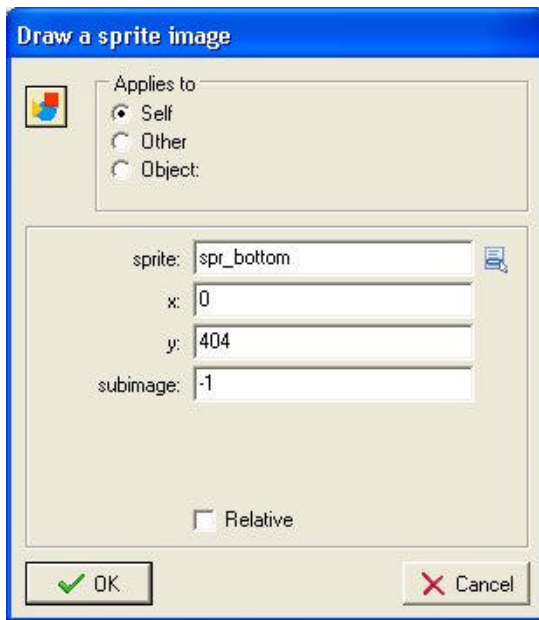 Draw a sprite image
Applies to
Self
Other
Object:
sprite: spr_bottom
x: 0
y: 404
subimage: -1
Relative
OK Cancel